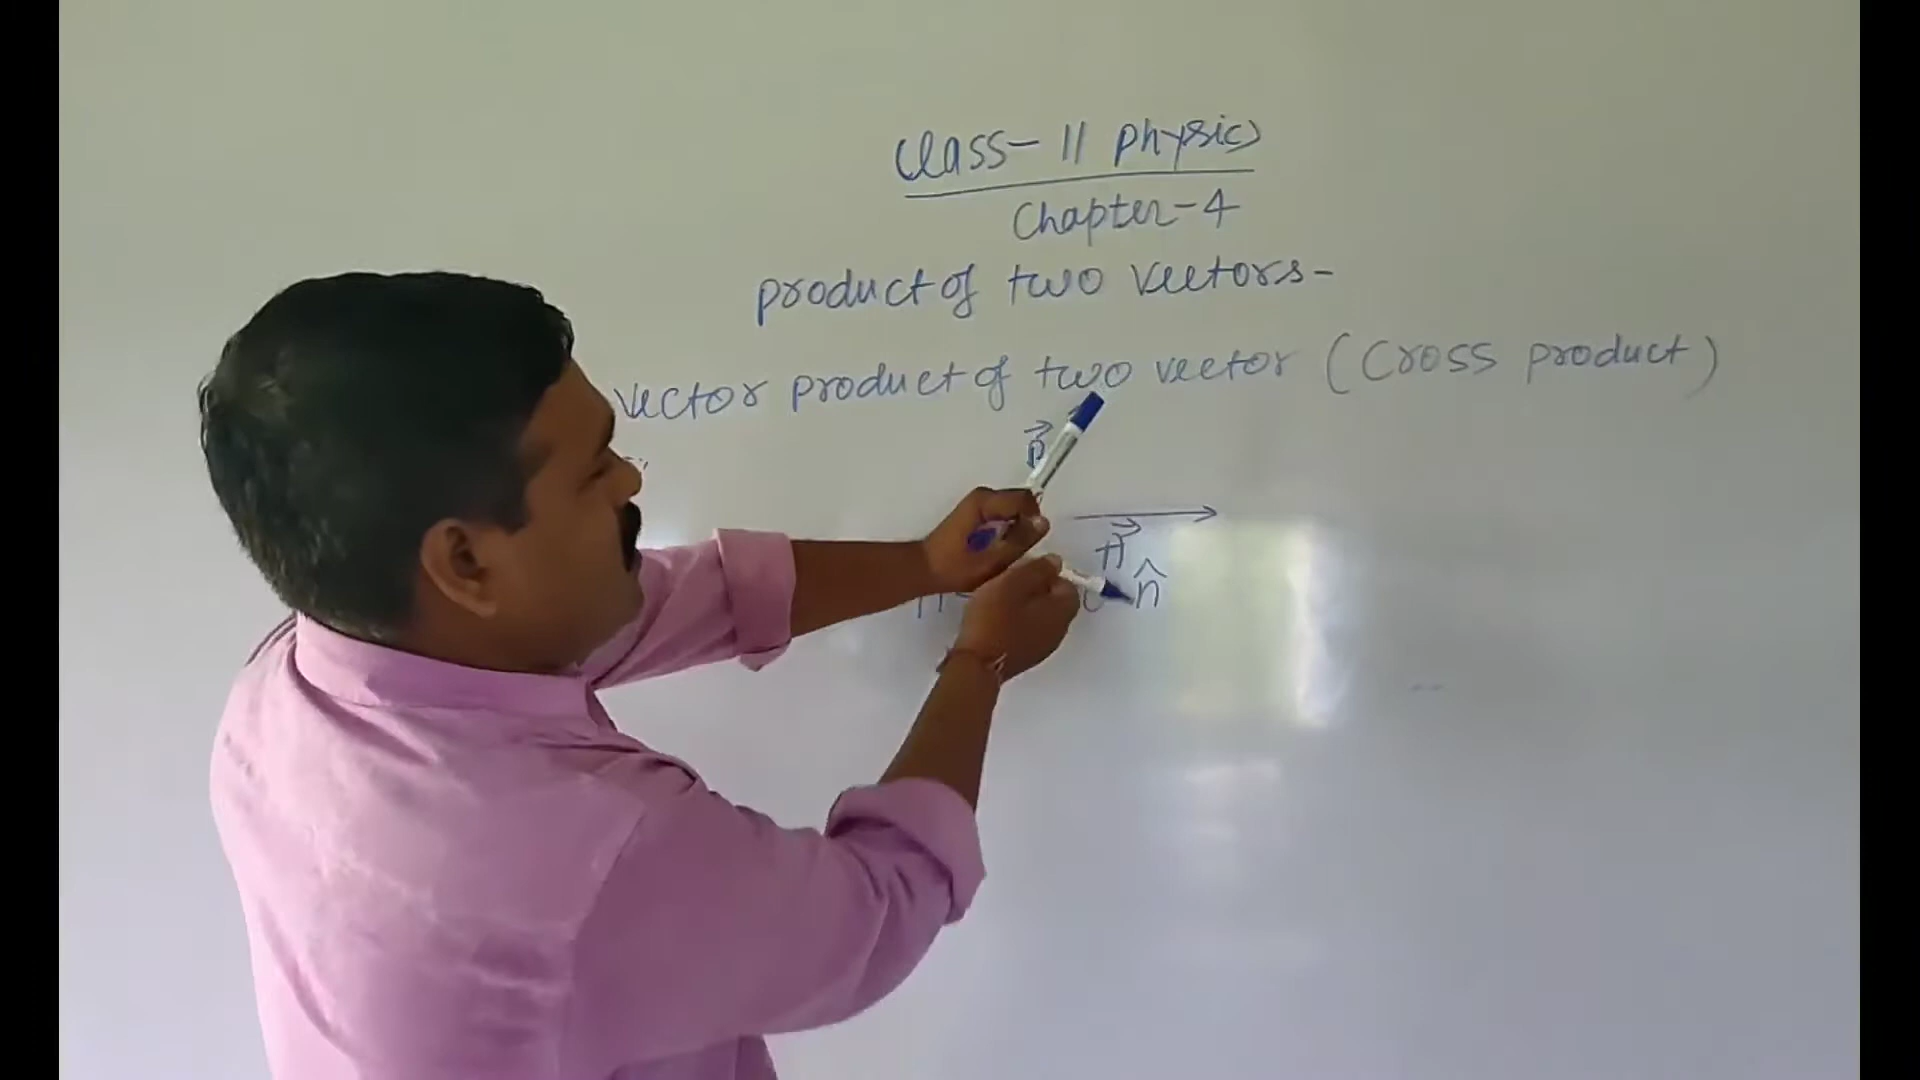 Class-11 Physics
Chapter-4
product of two vectors-
vector product of two vector (Cross product)
n̂